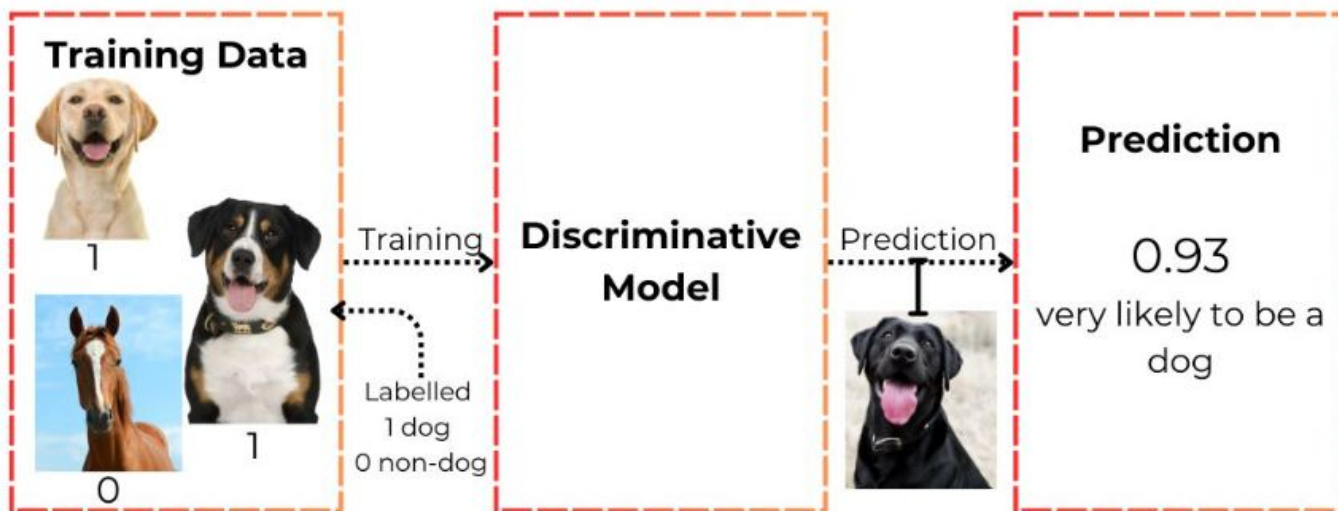 Training Data
1
1
0
Training
Labelled
1 dog
0 non-dog
Discriminative
Model
Prediction
Prediction
0.93
very likely to be a
dog